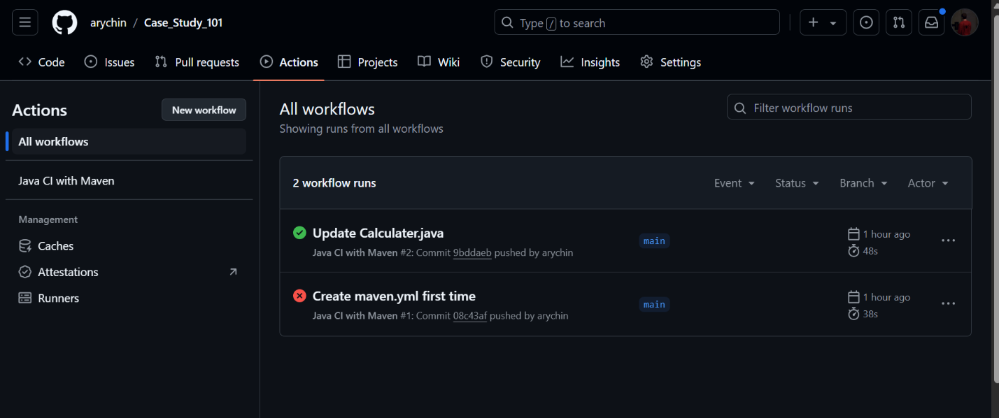 arychin / Case_Study_101
Type / to search
Code Issues Pull requests Actions Projects Wiki Security Insights Settings
Actions
New workflow
All workflows
Java CI with Maven
Management
Caches
Attestations
Runners
All workflows
Showing runs from all workflows
Filter workflow runs
2 workflow runs
Event Status Branch Actor
Update Calculater.java
Java CI with Maven #2: Commit 9bddaeb pushed by arychin
main
1 hour ago
48s
Create maven.yml first time
Java CI with Maven #1: Commit 08c43af pushed by arychin
main
1 hour ago
38s